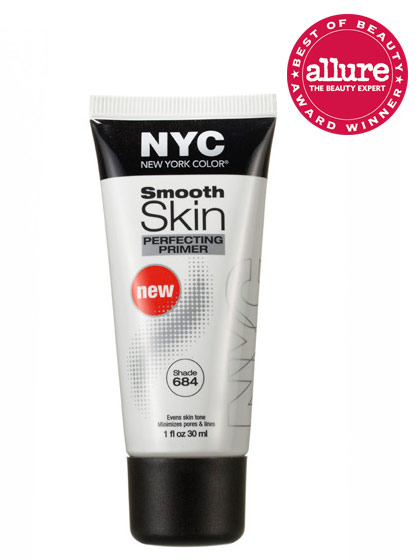 BEST OF BEAUTY
allure
THE BEAUTY EXPERT
AWARD WINNER
NYC
NEW YORK COLOR®
Smooth
Skin
PERFECTING
PRIMER
new
NYC
Shade
684
Evens skin tone
Minimizes pores & lines
1 fl oz 30 ml